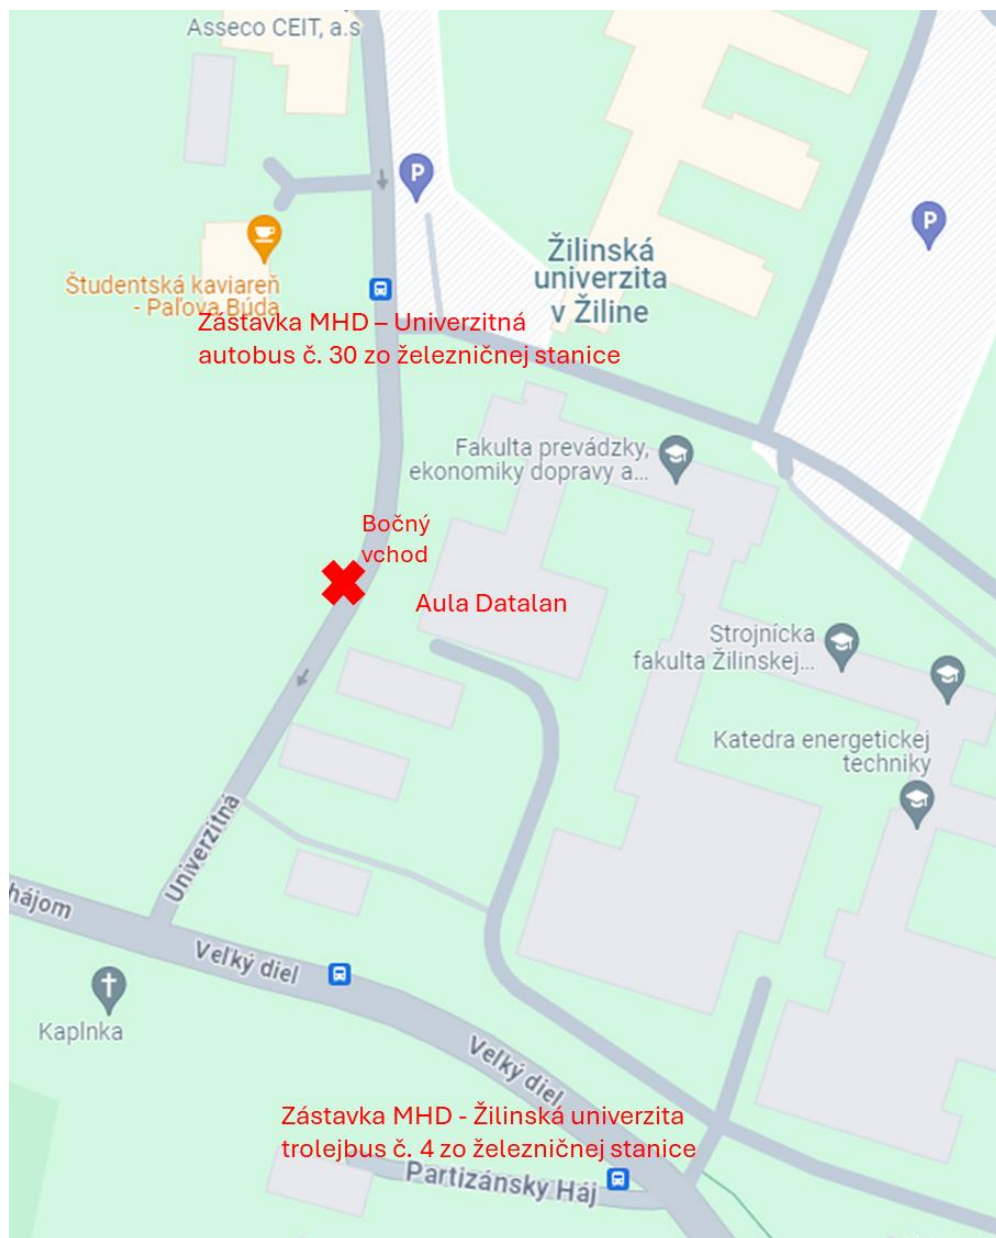 Asseco CEIT, a.s
P
P
Študentská kaviareň
- Paľova Búda
Žilinská
univerzita
v Žiline
Zástavka MHD – Univerzitná
autobus č. 30 zo železničnej stanice
Fakulta prevádzky,
ekonomiky dopravy a...
Bočný
vchod
Aula Datalan
Strojnícka
fakulta Žilinskej...
Katedra energetickej
techniky
Univerzitná
hájom
Veľký diel
Kaplnka
Veľký diel
Zástavka MHD - Žilinská univerzita
trolejbus č. 4 zo železničnej stanice
Partizánsky Háj